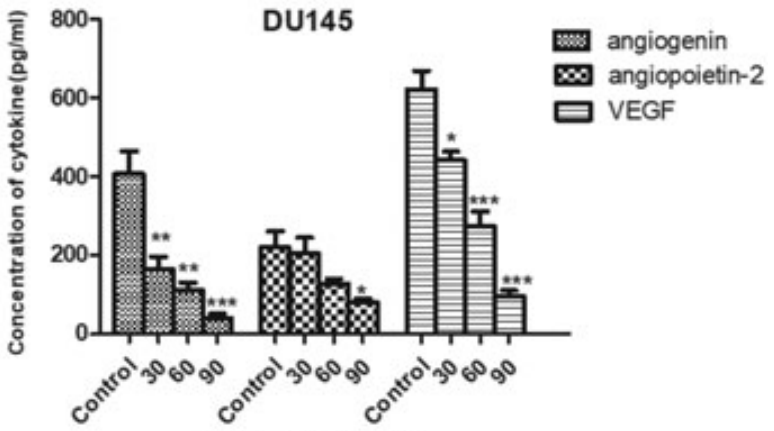 DU145
Concentration of cytokine(pg/ml)
800
600
400
200
0
angiogenin
angiopoietin-2
VEGF
**
**
***
*
*
***
***
Control
30
60
90
Control
30
60
90
Control
30
60
90